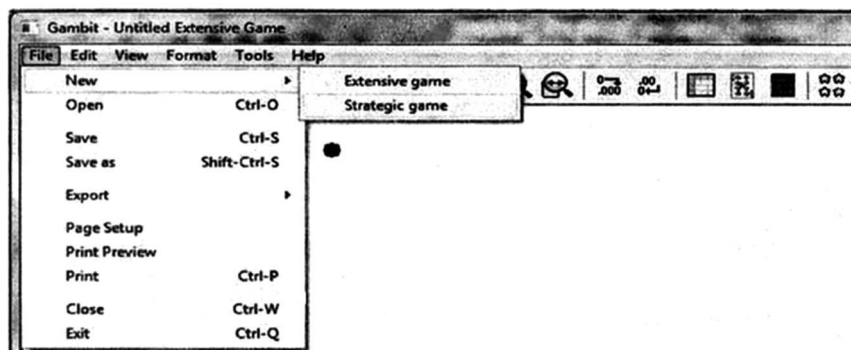 Gambit - Untitled Extensive Game
File Edit View Format Tools Help
New
Extensive game
Strategic game
Open Ctrl-O
Save Ctrl-S
Save as Shift-Ctrl-S
Export
Page Setup
Print Preview
Print Ctrl-P
Close Ctrl-W
Exit Ctrl-Q